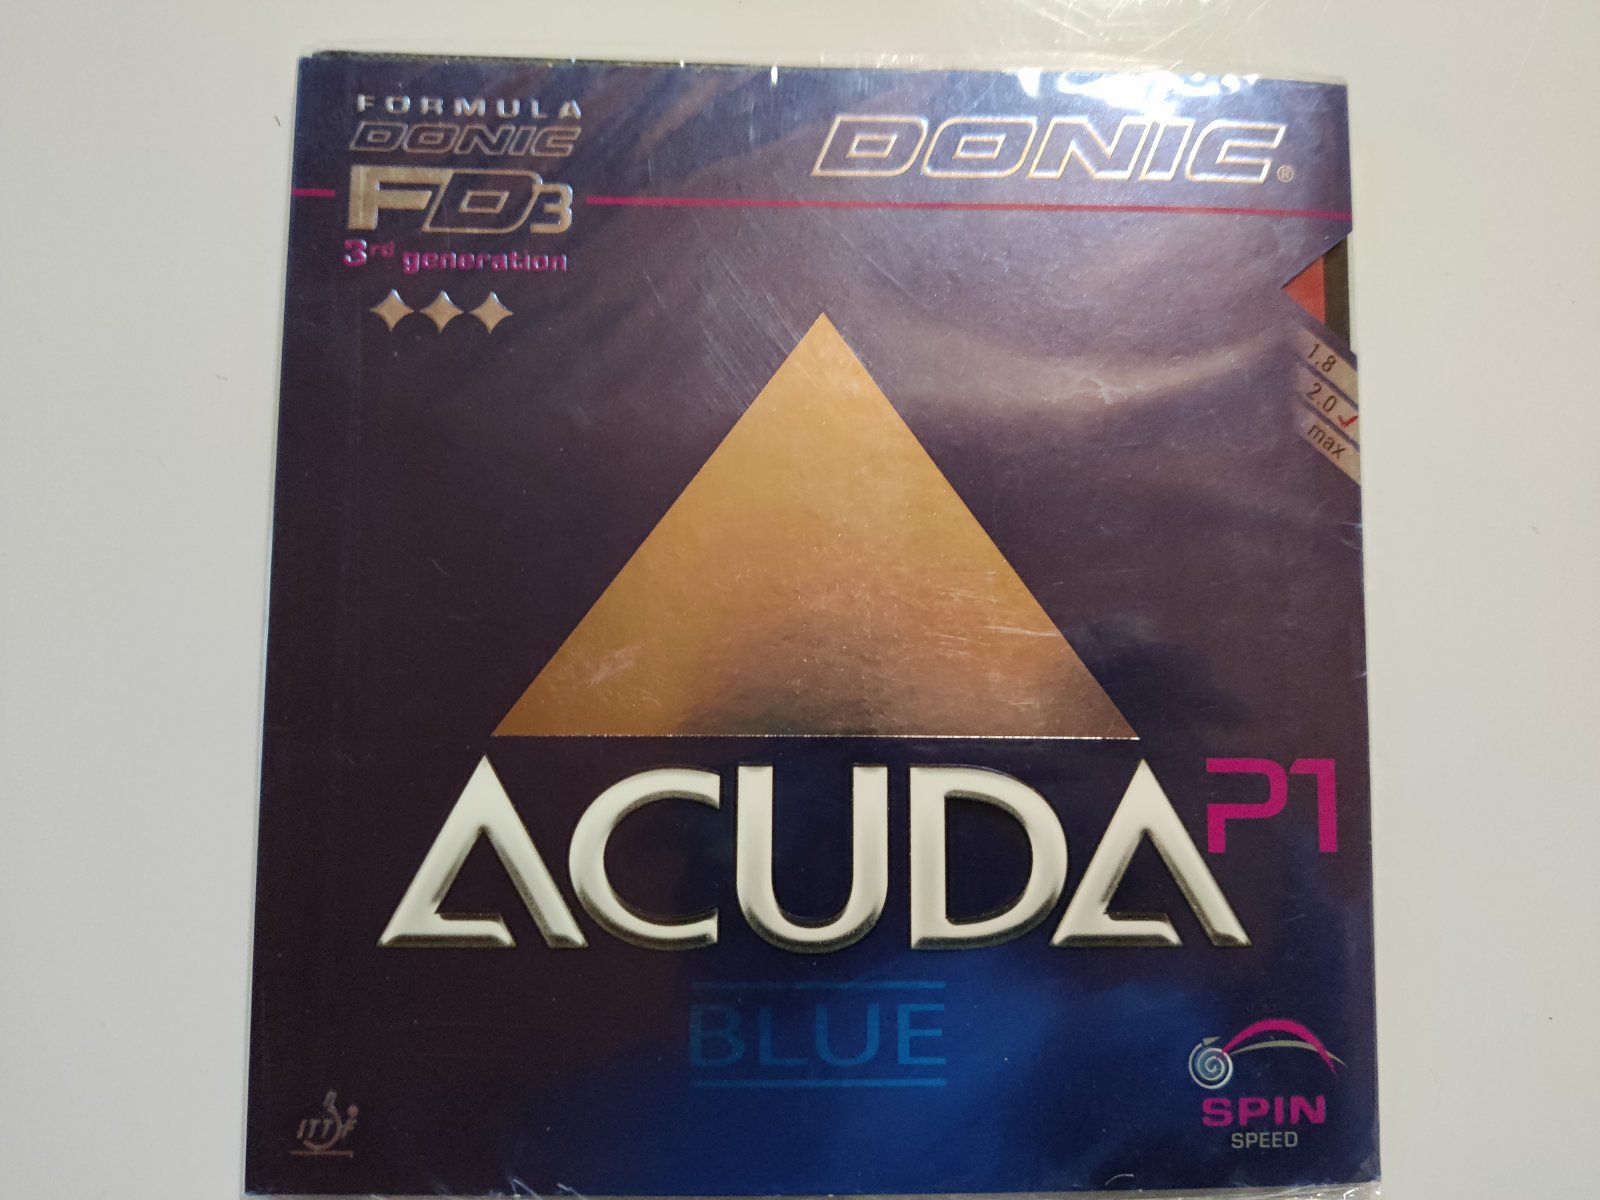 FORMULA
DONIC
FD3
3rd generation
DONIC®
1.8
2.0 ✓
max
ACUDA P1
BLUE
ITTF
SPIN
SPEED